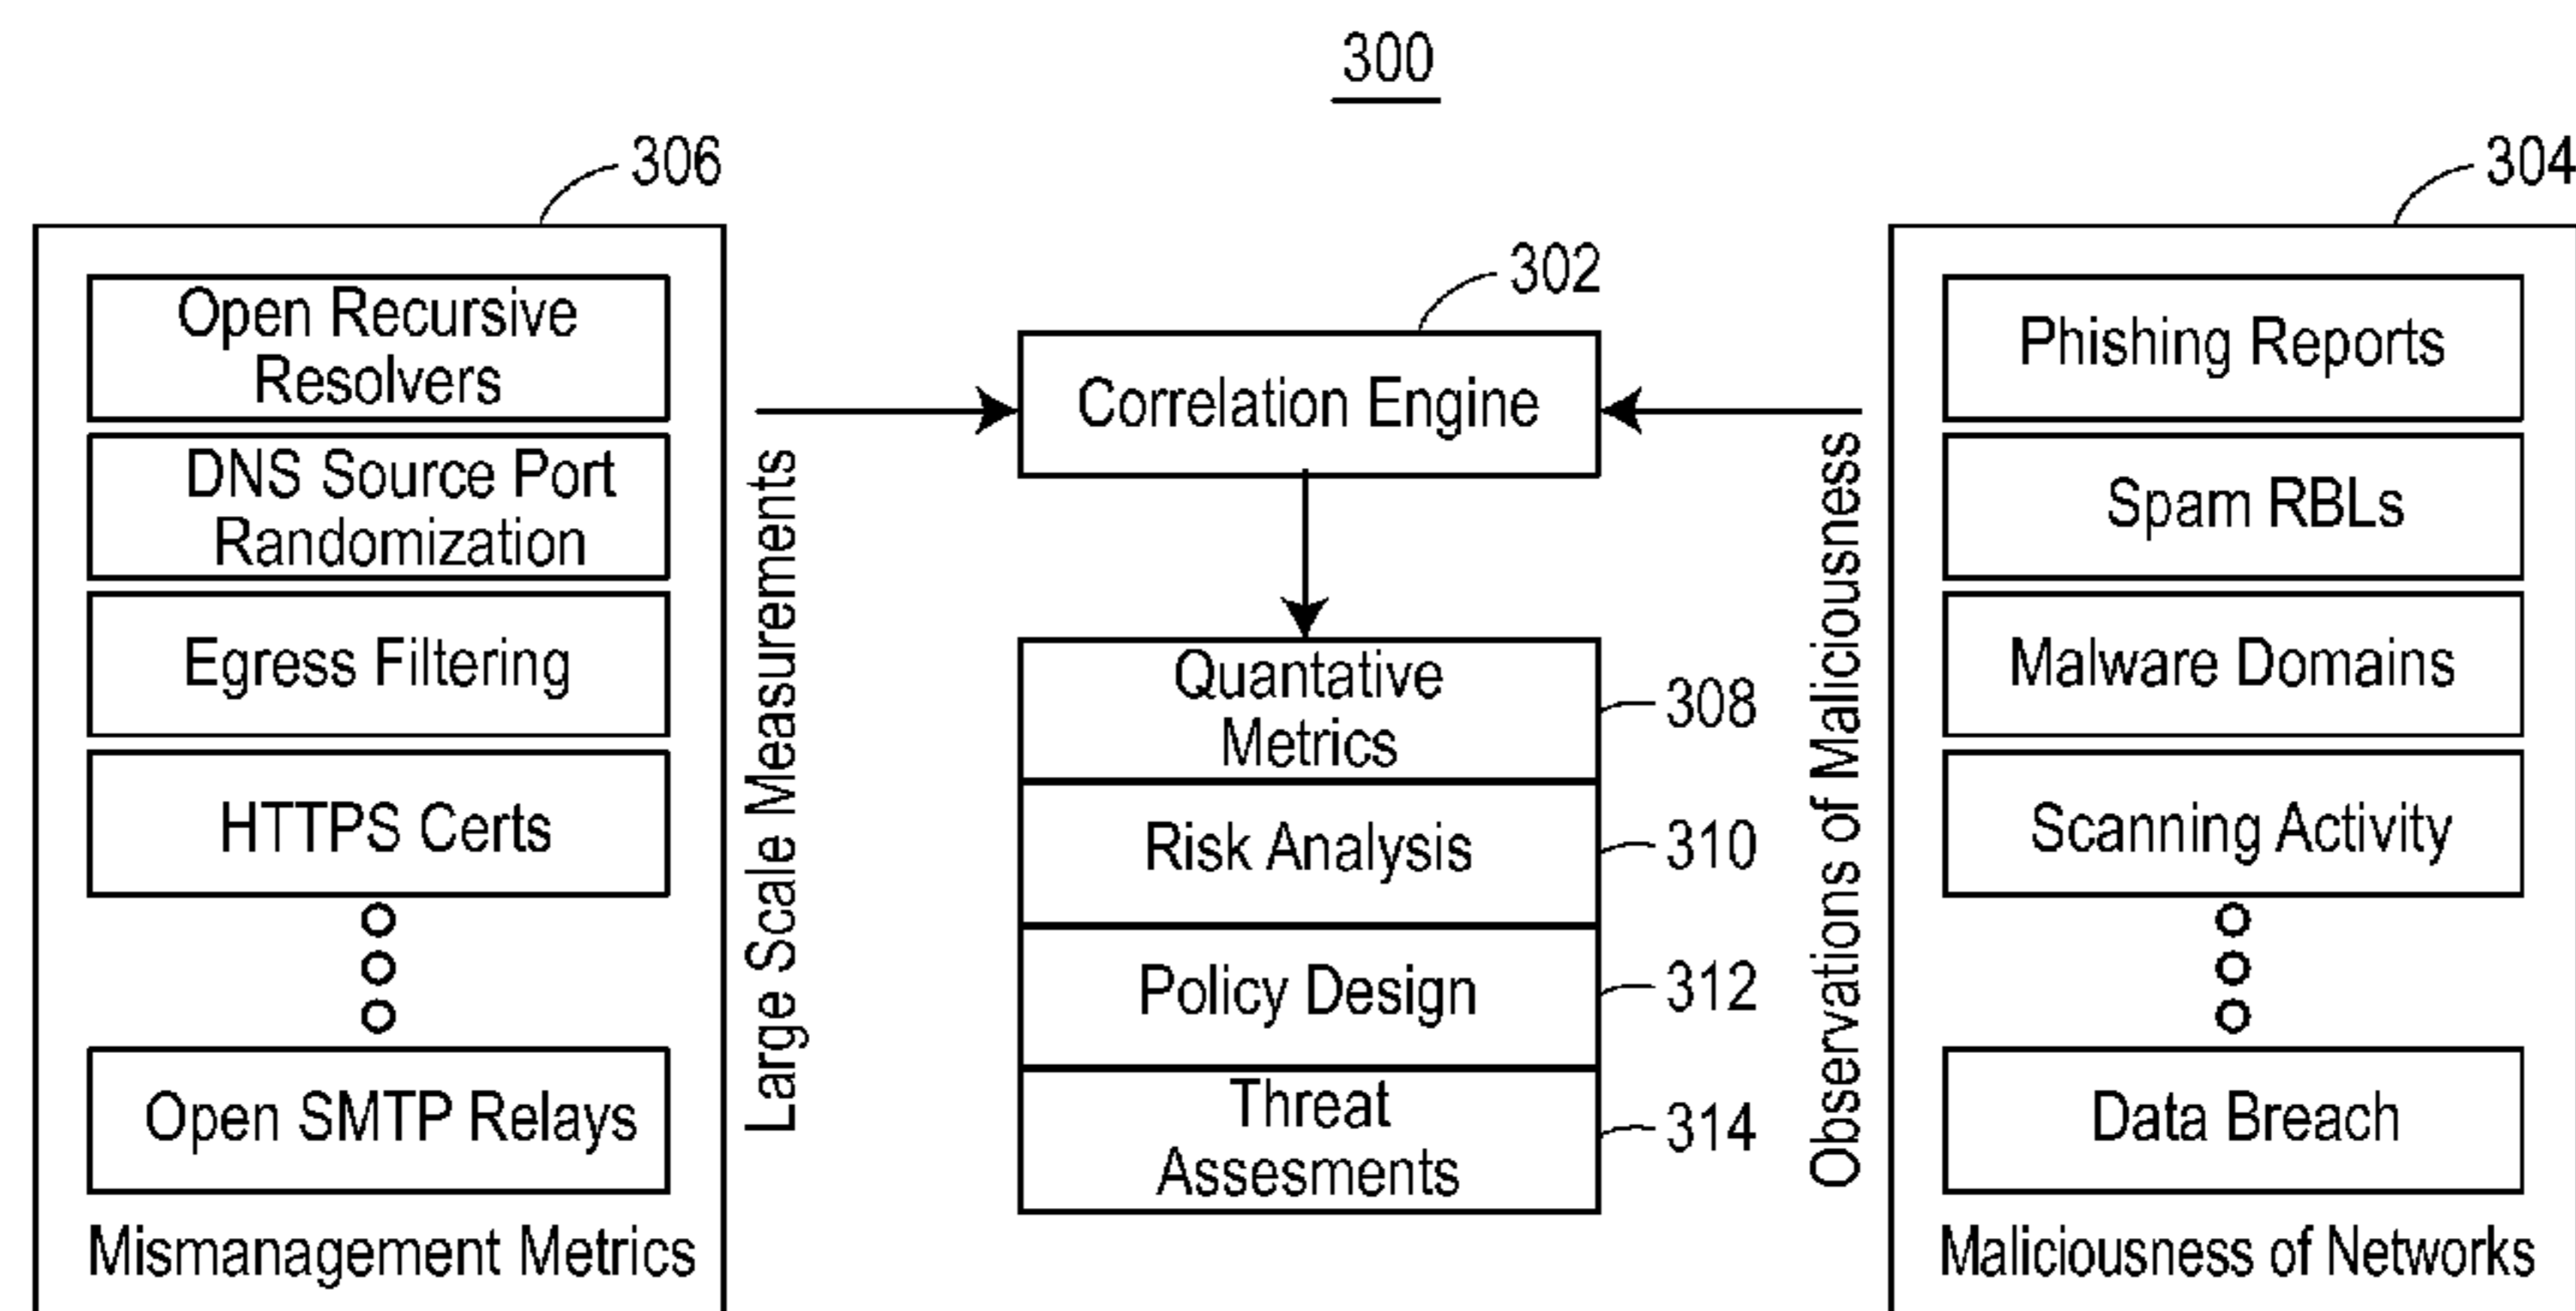 300
306
Open Recursive
Resolvers
DNS Source Port
Randomization
Egress Filtering
HTTPS Certs
Open SMTP Relays
Mismanagement Metrics
Large Scale Measurements
302
Correlation Engine
Quantative
Metrics
308
Risk Analysis
310
Policy Design
312
Threat
Assesments
314
Observations of Maliciousness
304
Phishing Reports
Spam RBLs
Malware Domains
Scanning Activity
Data Breach
Maliciousness of Networks